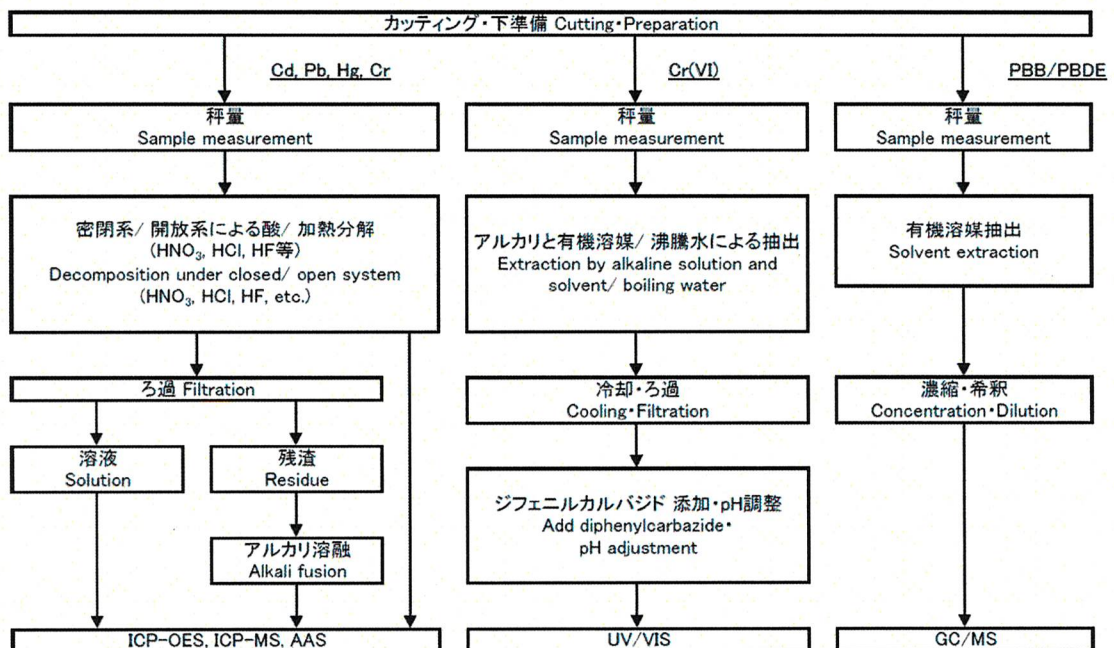 カッティング・下準備 Cutting・Preparation
Cd, Pb, Hg, Cr
Cr(VI)
PBB/PBDE
秤量
Sample measurement
秤量
Sample measurement
秤量
Sample measurement
密閉系/ 開放系による酸/ 加熱分解
(HNO₃, HCl, HF等)
Decomposition under closed/ open system
(HNO₃, HCl, HF, etc.)
アルカリと有機溶媒/ 沸騰水による抽出
Extraction by alkaline solution and
solvent/ boiling water
有機溶媒抽出
Solvent extraction
ろ過 Filtration
冷却・ろ過
Cooling・Filtration
濃縮・希釈
Concentration・Dilution
溶液
Solution
残渣
Residue
ジフェニルカルバジド 添加・pH調整
Add diphenylcarbazide・
pH adjustment
アルカリ溶融
Alkali fusion
ICP-OES, ICP-MS, AAS
UV/VIS
GC/MS